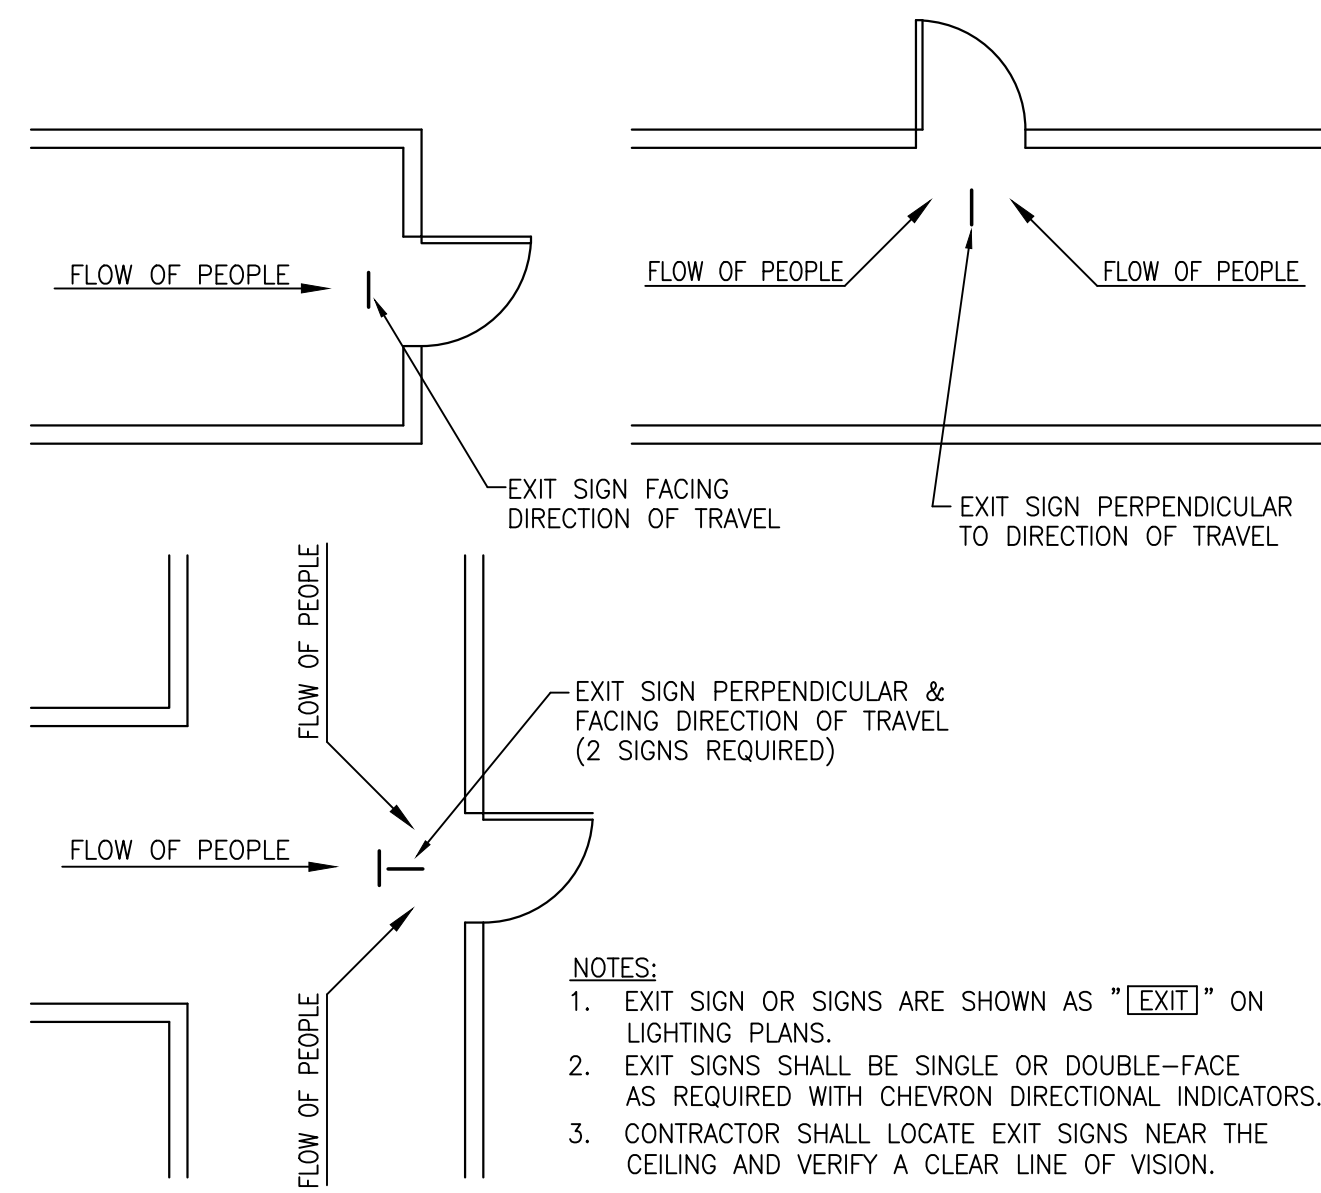 FLOW OF PEOPLE
EXIT SIGN FACING
DIRECTION OF TRAVEL
FLOW OF PEOPLE
FLOW OF PEOPLE
EXIT SIGN PERPENDICULAR
TO DIRECTION OF TRAVEL
FLOW OF PEOPLE
EXIT SIGN PERPENDICULAR &
FACING DIRECTION OF TRAVEL
(2 SIGNS REQUIRED)
FLOW OF PEOPLE
FLOW OF PEOPLE
NOTES:
1. EXIT SIGN OR SIGNS ARE SHOWN AS "EXIT" ON
LIGHTING PLANS.
2. EXIT SIGNS SHALL BE SINGLE OR DOUBLE-FACE
AS REQUIRED WITH CHEVRON DIRECTIONAL INDICATORS.
3. CONTRACTOR SHALL LOCATE EXIT SIGNS NEAR THE
CEILING AND VERIFY A CLEAR LINE OF VISION.